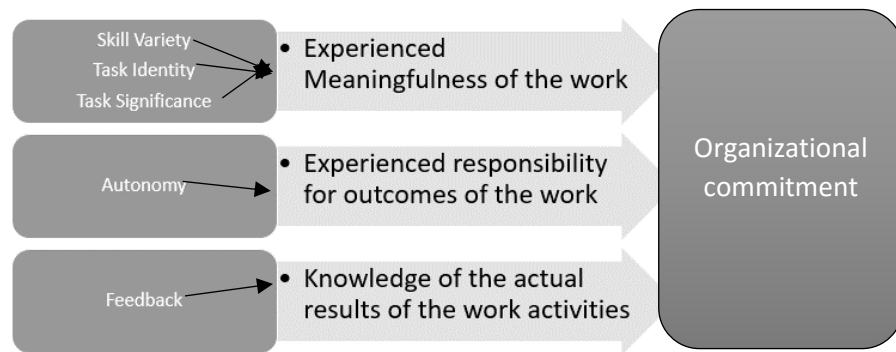 Skill Variety
Task Identity
Task Significance
• Experienced
Meaningfulness of the work
Autonomy
• Experienced responsibility
for outcomes of the work
Feedback
• Knowledge of the actual
results of the work activities
Organizational
commitment